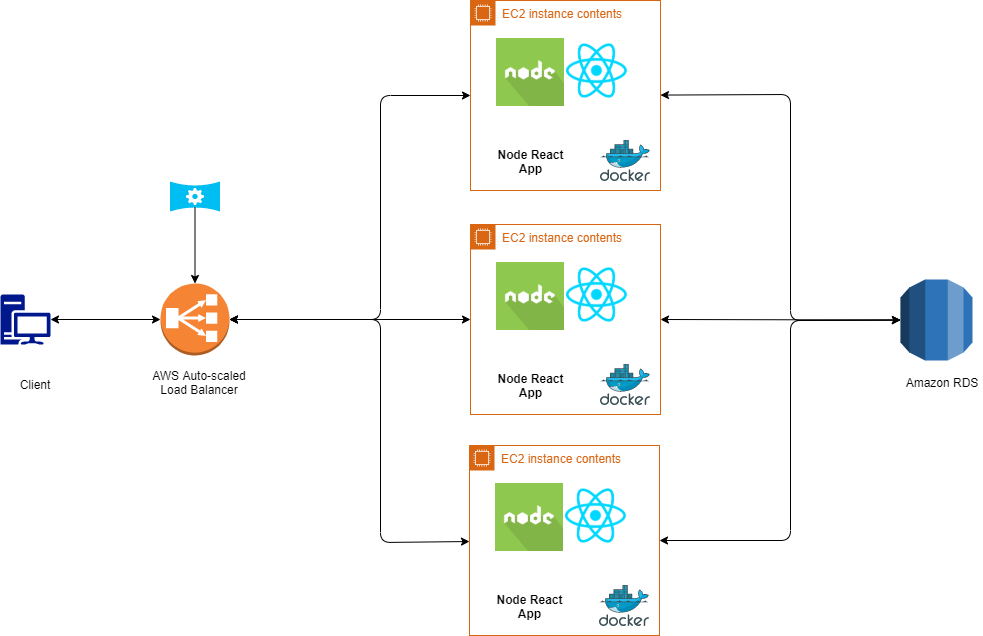 EC2 instance contents
node
Node React
App
docker
EC2 instance contents
node
Node React
App
docker
Client
AWS Auto-scaled
Load Balancer
Amazon RDS
EC2 instance contents
node
Node React
App
docker